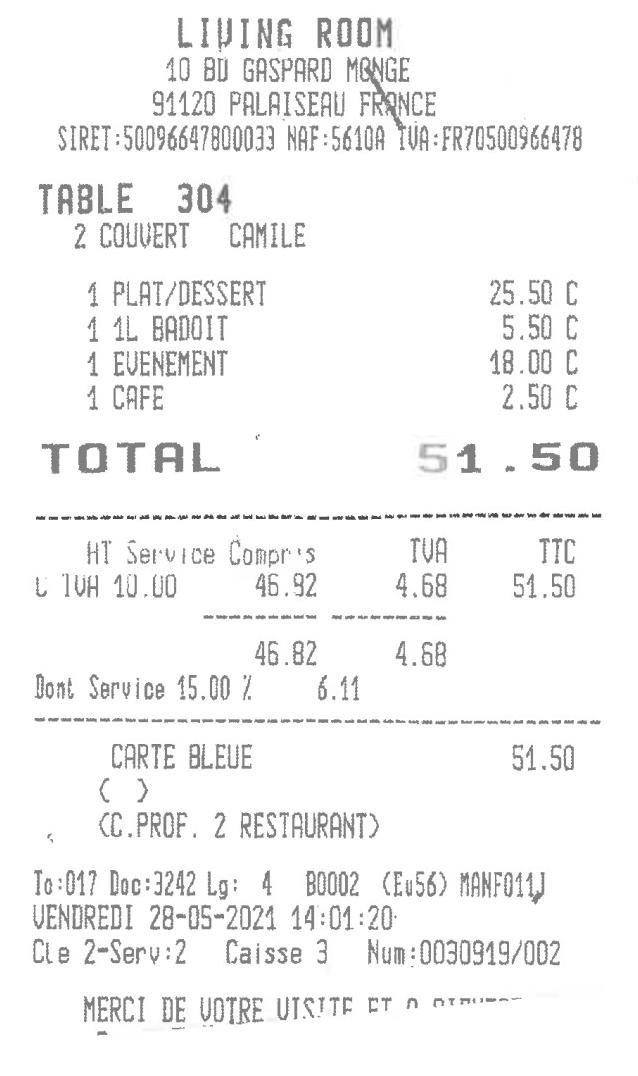 LIVING ROOM
10 BD GASPARD MONGE
91120 PALAISEAU FRANCE
SIRET:50096647800033 NAF:5610A TVA:FR70500966478
TABLE 304
2 COUVERT CAMILE
1 PLAT/DESSERT 25.50 C
1 1L BADOIT 5.50 C
1 EVENEMENT 18.00 C
1 CAFE 2.50 C
TOTAL 51.50
HT Service Compris TVA TTC
C TVA 10.00 46.82 4.68 51.50
46.82 4.68
Dont Service 15.00 % 6.11
CARTE BLEUE 51.50
( )
(C.PROF. 2 RESTAURANT)
To:017 Doc:3242 Lg: 4 B0002 (Eu56) MANF011J
VENDREDI 28-05-2021 14:01:20
Cle 2-Serv:2 Caisse 3 Num:0030919/002
MERCI DE VOTRE VISITE ET A